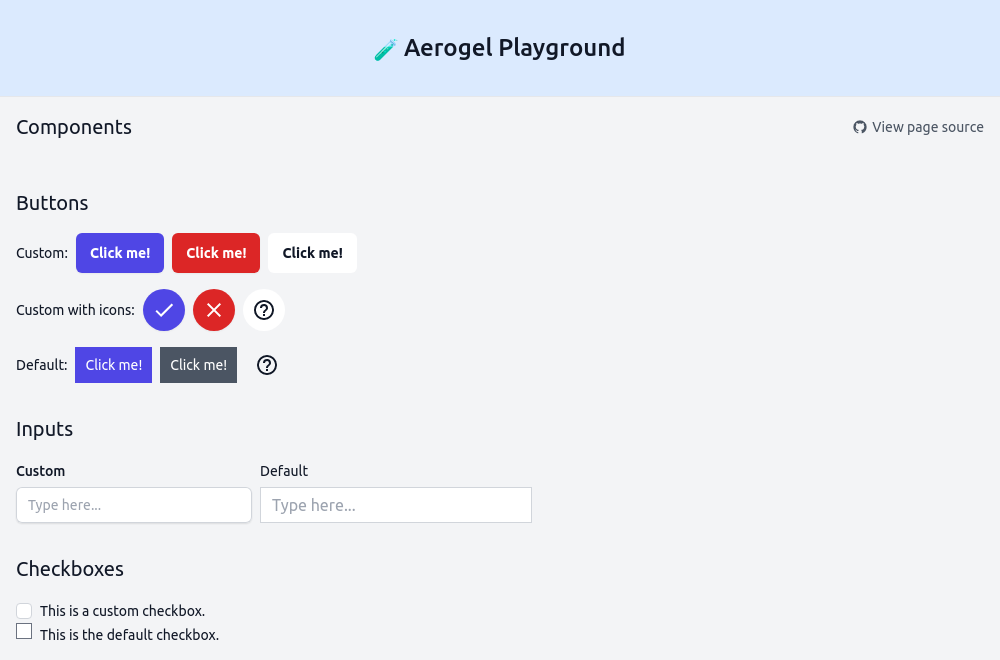 Aerogel Playground
Components
View page source
Buttons
Custom: Click me! Click me! Click me!
Custom with icons:
Default: Click me! Click me!
Inputs
Custom Default
Type here... Type here...
Checkboxes
This is a custom checkbox.
This is the default checkbox.